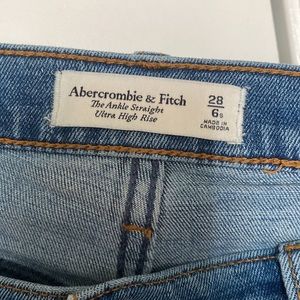 Abercrombie & Fitch
The Ankle Straight
Ultra High Rise
28
6s
MADE IN
CAMBODIA